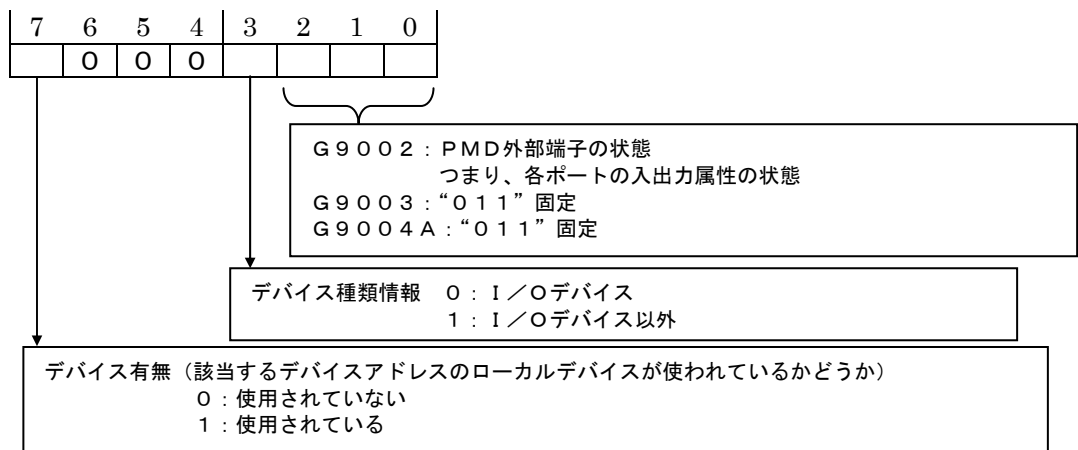 7 6 5 4 3 2 1 0
0 0 0
G9002:PMD外部端子の状態
つまり、各ポートの入出力属性の状態
G9003:“011”固定
G9004A:“011”固定
デバイス種類情報 0:I/Oデバイス
1:I/Oデバイス以外
デバイス有無(該当するデバイスアドレスのローカルデバイスが使われているかどうか)
0:使用されていない
1:使用されている